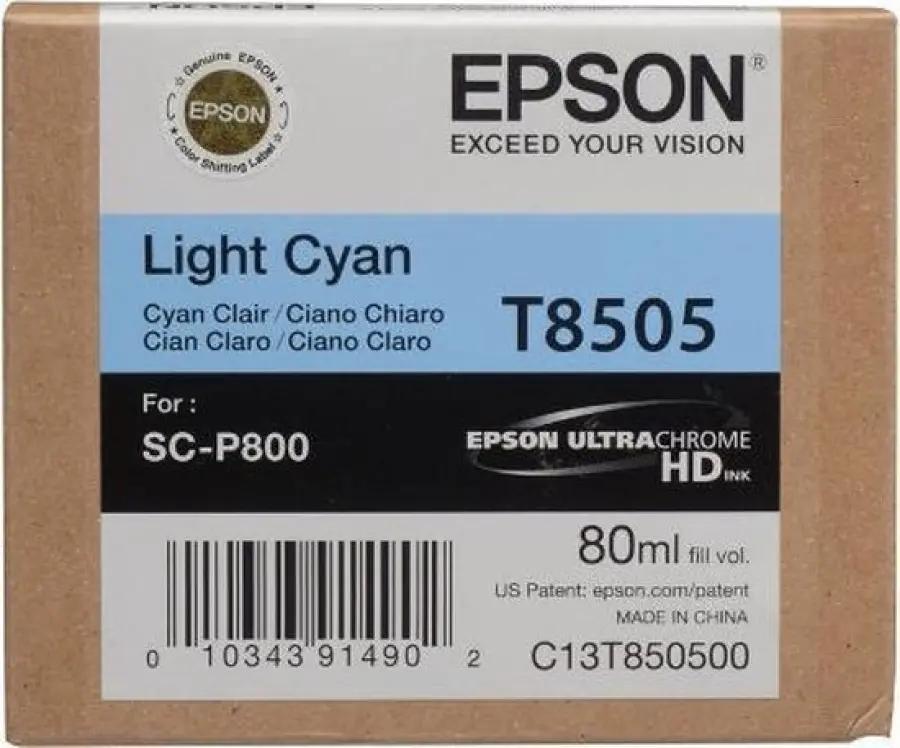 Genuine EPSON
EPSON
Color Shifting Label
EPSON®
EXCEED YOUR VISION
Light Cyan
Cyan Clair / Ciano Chiaro
Cian Claro / Ciano Claro
T8505
For :
SC-P800
EPSON ULTRACHROME
HD INK
80ml fill vol.
US Patent: epson.com/patent
MADE IN CHINA
C13T850500
0 10343 91490 2